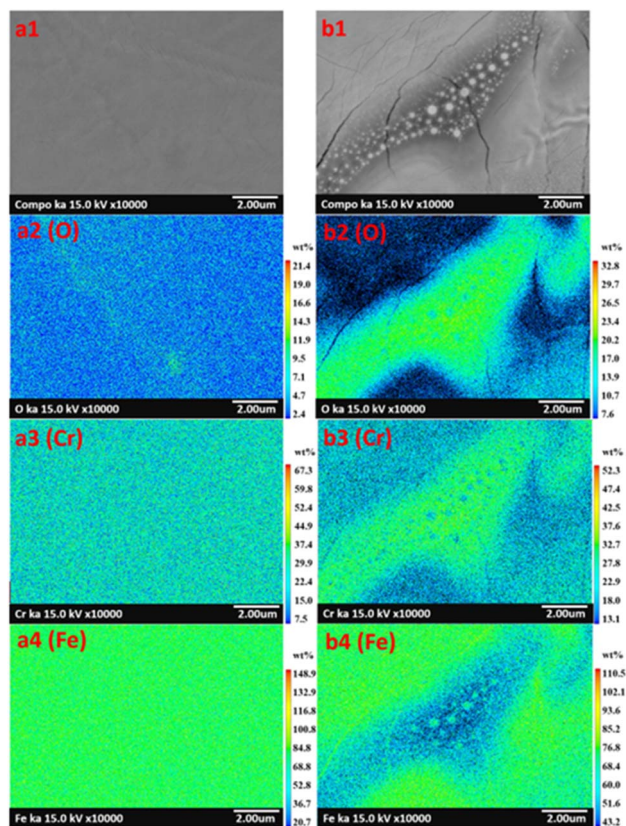 a1
Compo ka 15.0 kV x10000 2.00um
b1
Compo ka 15.0 kV x10000 2.00um
a2 (O)
wt%
21.4
19.0
16.6
14.3
11.9
9.5
7.1
4.7
2.4
O ka 15.0 kV x10000 2.00um
b2 (O)
wt%
32.8
29.7
26.5
23.4
20.2
17.0
13.9
10.7
7.6
O ka 15.0 kV x10000 2.00um
a3 (Cr)
wt%
67.3
59.8
52.4
44.9
37.4
29.9
22.4
15.0
7.5
Cr ka 15.0 kV x10000 2.00um
b3 (Cr)
wt%
52.3
47.4
42.5
37.6
32.7
27.8
22.9
18.0
13.1
Cr ka 15.0 kV x10000 2.00um
a4 (Fe)
wt%
148.9
132.9
116.8
100.8
84.8
68.8
52.8
36.7
20.7
Fe ka 15.0 kV x10000 2.00um
b4 (Fe)
wt%
110.5
102.1
93.6
85.2
76.8
68.4
60.0
51.6
43.2
Fe ka 15.0 kV x10000 2.00um